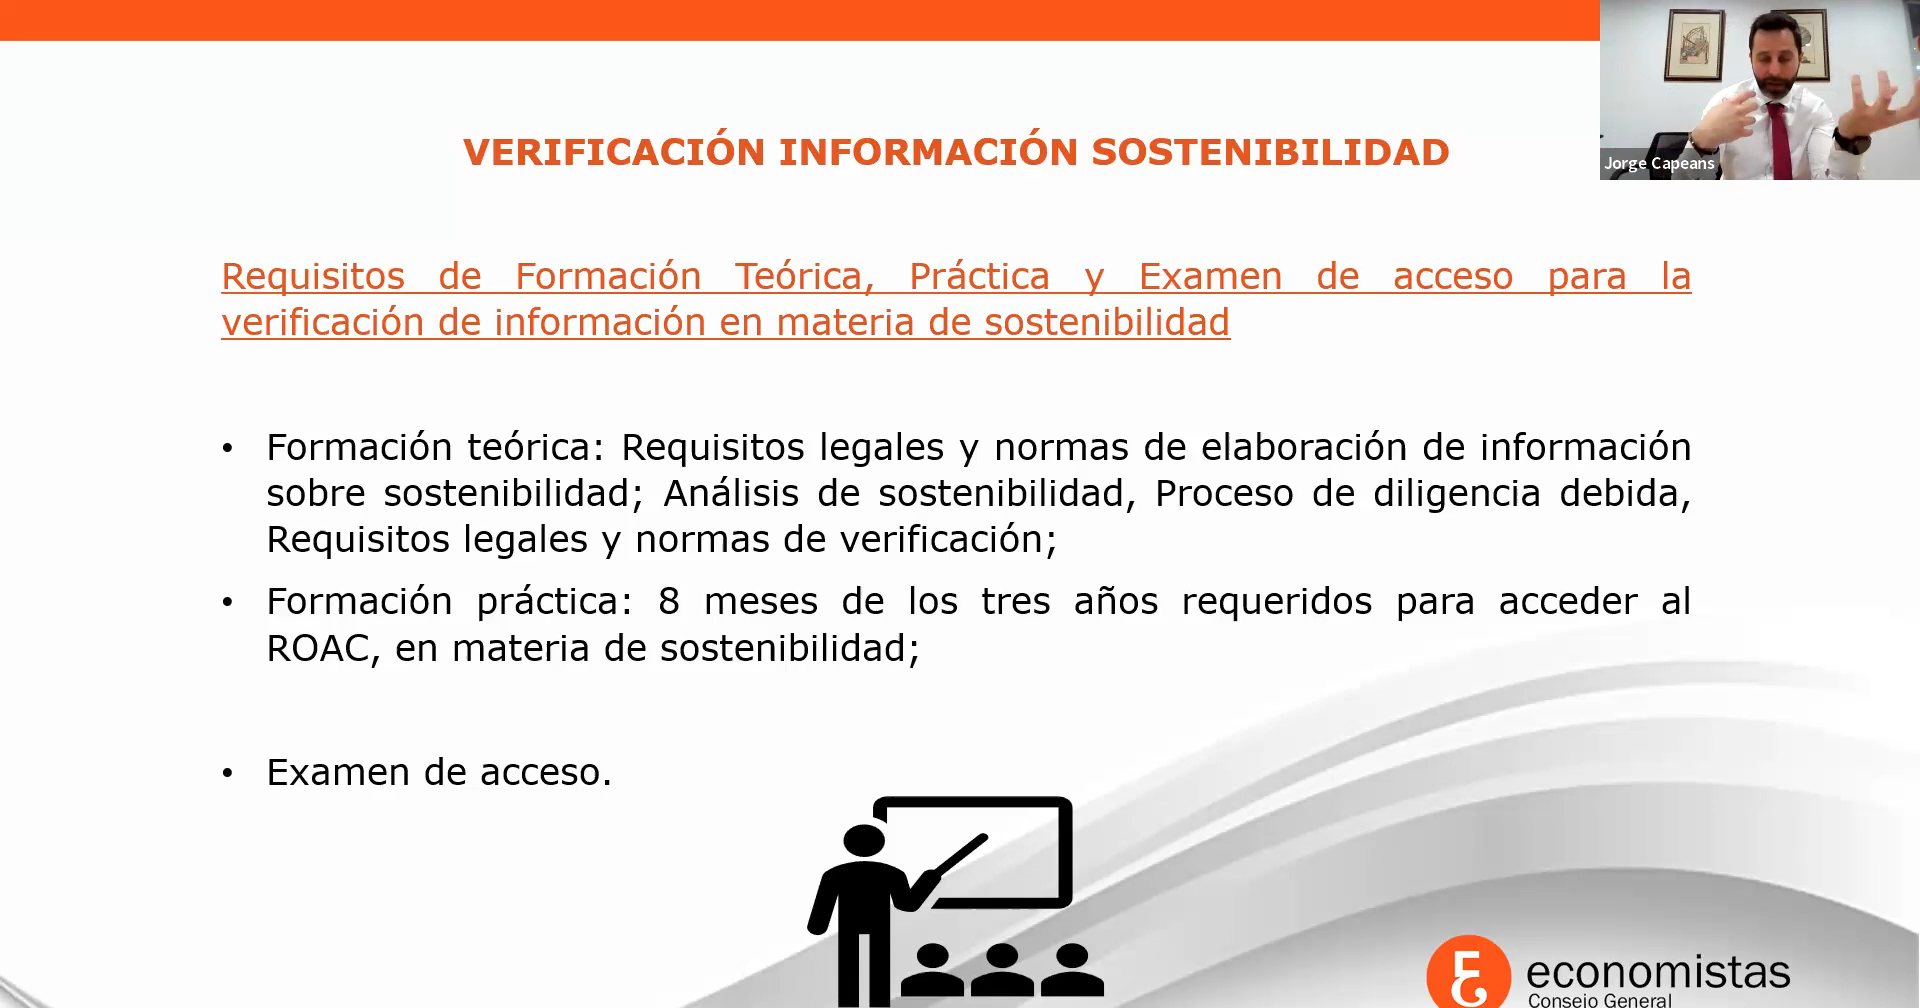 VERIFICACIÓN INFORMACIÓN SOSTENIBILIDAD
Jorge Capeans
Requisitos de Formación Teórica, Práctica y Examen de acceso para la
verificación de información en materia de sostenibilidad
• Formación teórica: Requisitos legales y normas de elaboración de información
sobre sostenibilidad; Análisis de sostenibilidad, Proceso de diligencia debida,
Requisitos legales y normas de verificación;
• Formación práctica: 8 meses de los tres años requeridos para acceder al
ROAC, en materia de sostenibilidad;
• Examen de acceso.
economistas
Consejo General